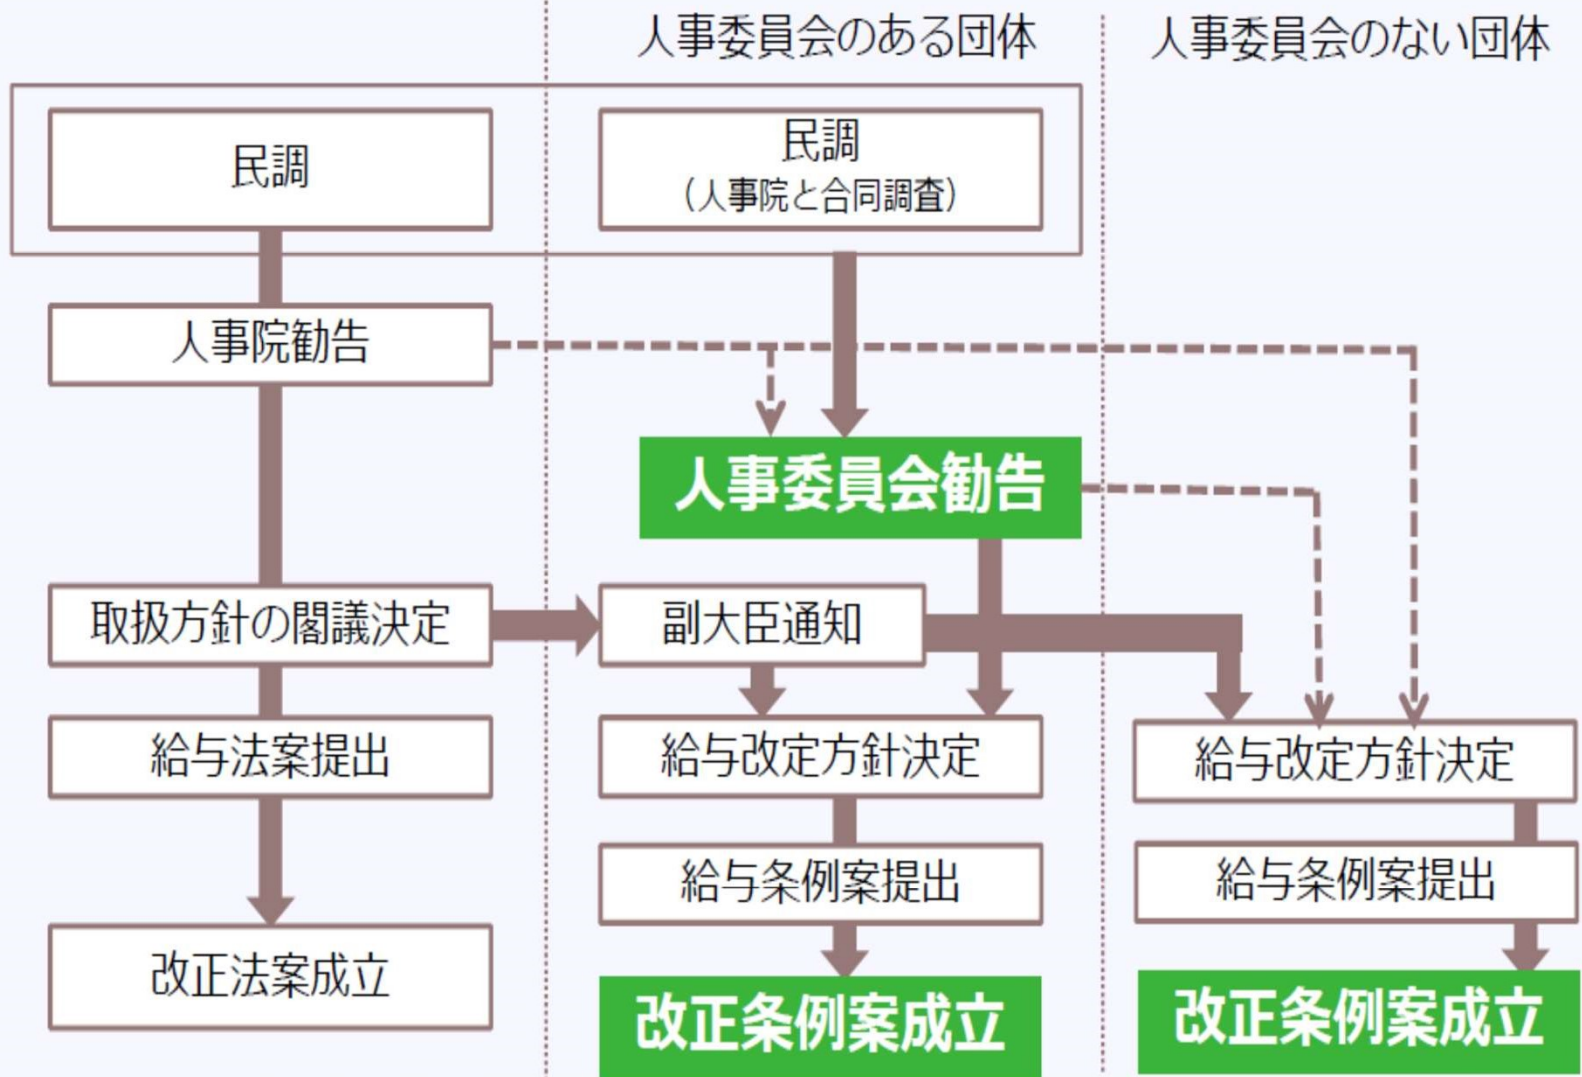 人事委員会のある団体
人事委員会のない団体
民調
民調
（人事院と合同調査）
人事院勧告
人事委員会勧告
取扱方針の閣議決定
副大臣通知
給与法案提出
給与改定方針決定
給与改定方針決定
給与条例案提出
給与条例案提出
改正法案成立
改正条例案成立
改正条例案成立